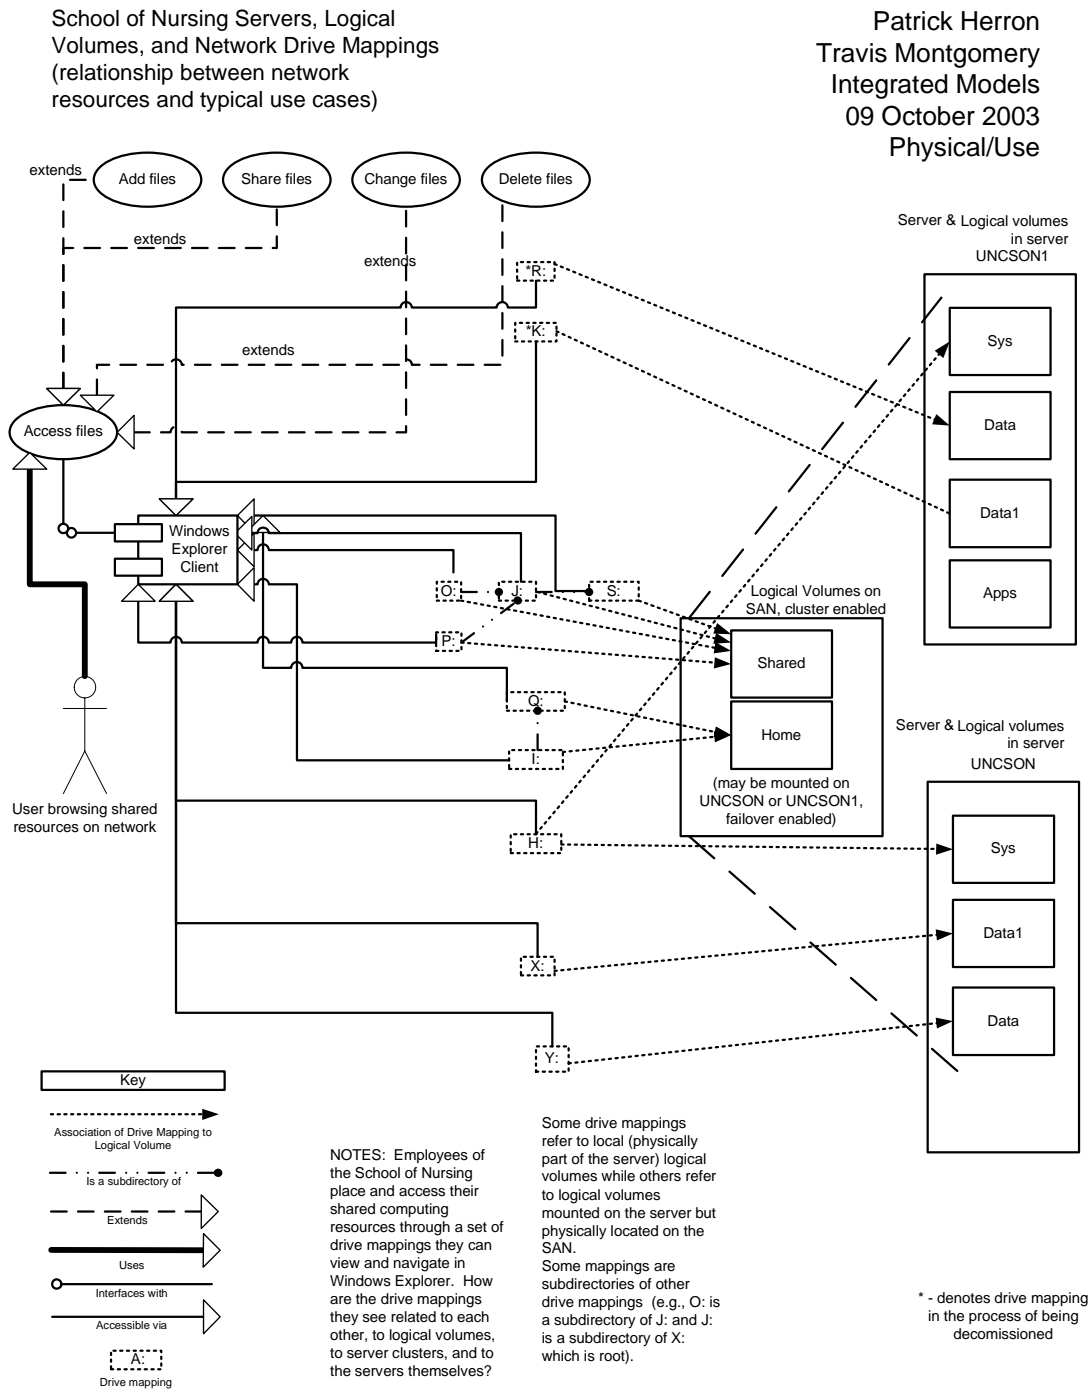 School of Nursing Servers, Logical
Volumes, and Network Drive Mappings
(relationship between network
resources and typical use cases)
Patrick Herron
Travis Montgomery
Integrated Models
09 October 2003
Physical/Use
extends
Add files
Share files
Change files
Delete files
extends
extends
extends
*R:
*K:
Server & Logical volumes
in server
UNCSON1
Sys
Data
Data1
Apps
Access files
Windows
Explorer
Client
O:
J:
S:
P:
Q:
I:
H:
X:
Y:
Logical Volumes on
SAN, cluster enabled
Shared
Home
(may be mounted on
UNCSON or UNCSON1,
failover enabled)
Server & Logical volumes
in server
UNCSON
Sys
Data1
Data
User browsing shared
resources on network
Key
Association of Drive Mapping to
Logical Volume
Is a subdirectory of
Extends
Uses
Interfaces with
Accessible via
A:
Drive mapping
NOTES: Employees of
the School of Nursing
place and access their
shared computing
resources through a set of
drive mappings they can
view and navigate in
Windows Explorer. How
are the drive mappings
they see related to each
other, to logical volumes,
to server clusters, and to
the servers themselves?
Some drive mappings
refer to local (physically
part of the server) logical
volumes while others refer
to logical volumes
mounted on the server but
physically located on the
SAN.
Some mappings are
subdirectories of other
drive mappings (e.g., O: is
a subdirectory of J: and J:
is a subdirectory of X:
which is root).
* - denotes drive mapping
in the process of being
decomissioned